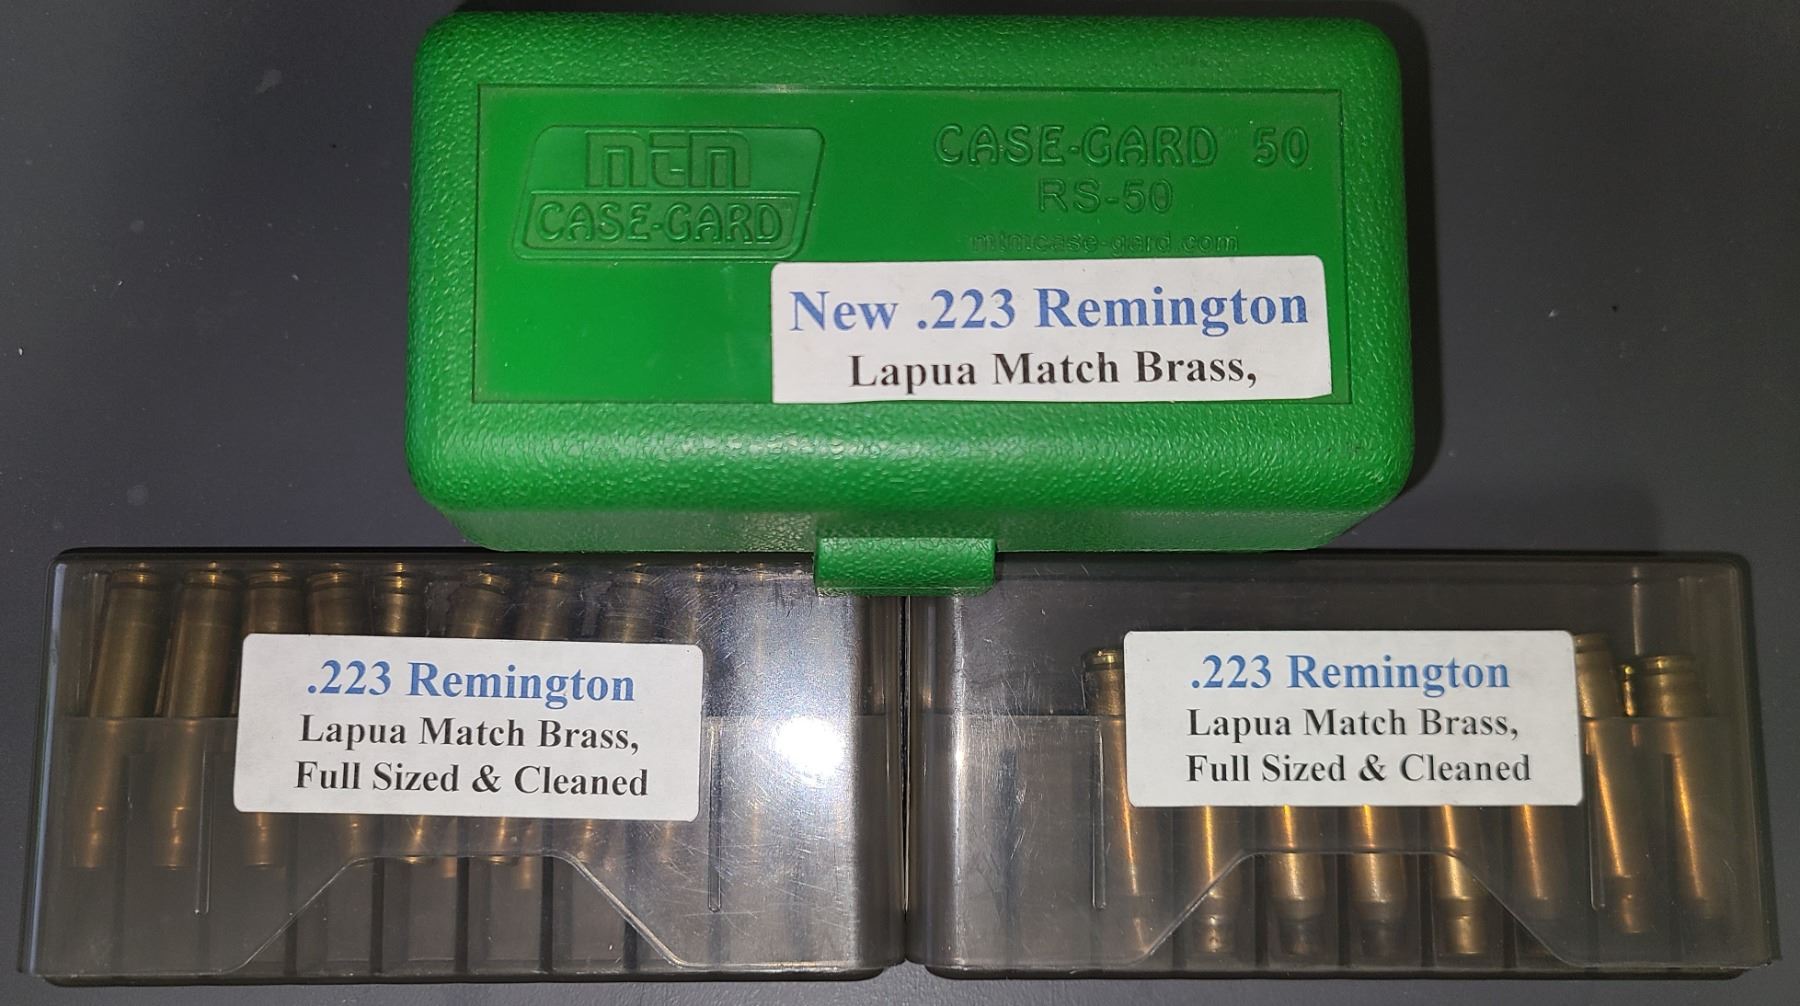 mtm
CASE-GARD
CASE-GARD™ 50
RS-50
mtmcase-gard.com
New .223 Remington
Lapua Match Brass,
.223 Remington
Lapua Match Brass,
Full Sized & Cleaned
.223 Remington
Lapua Match Brass,
Full Sized & Cleaned